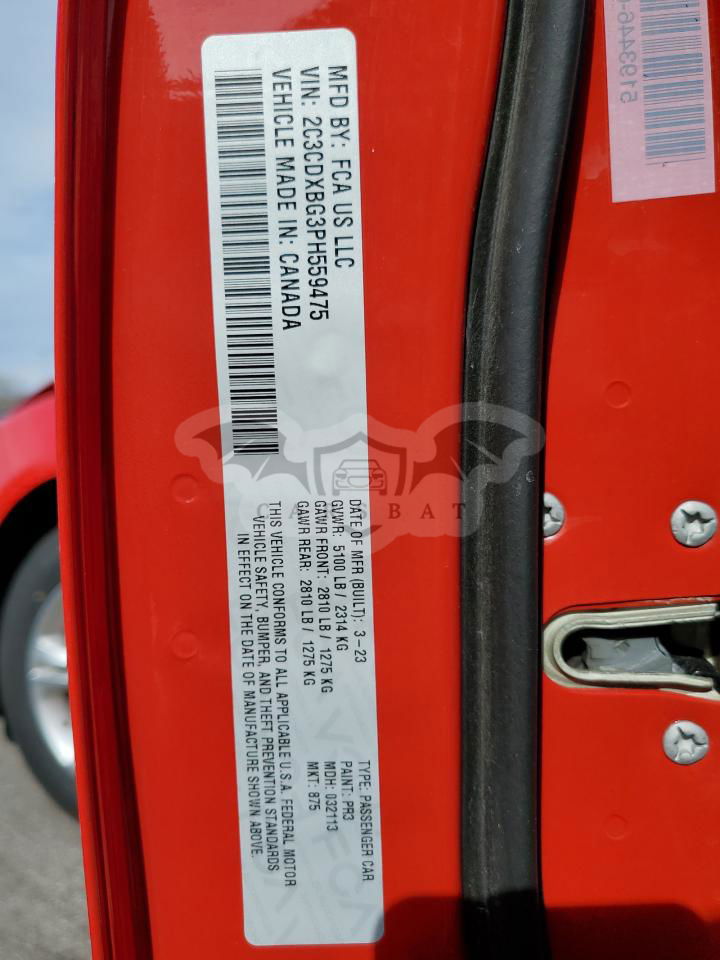 MFD BY: FCA US LLC
VIN: 2C3CDXBG3PH559475
VEHICLE MADE IN: CANADA
DATE OF MFR (BUILT): 3-23
GVWR: 5100 LB / 2314 KG
GAWR FRONT: 2810 LB / 1275 KG
GAWR REAR: 2810 LB / 1275 KG
TYPE: PASSENGER CAR
PAINT: PR3
MDH: 032113
MKT: 875
THIS VEHICLE CONFORMS TO ALL APPLICABLE U.S.A. FEDERAL MOTOR
VEHICLE SAFETY, BUMPER, AND THEFT PREVENTION STANDARDS
IN EFFECT ON THE DATE OF MANUFACTURE SHOWN ABOVE.